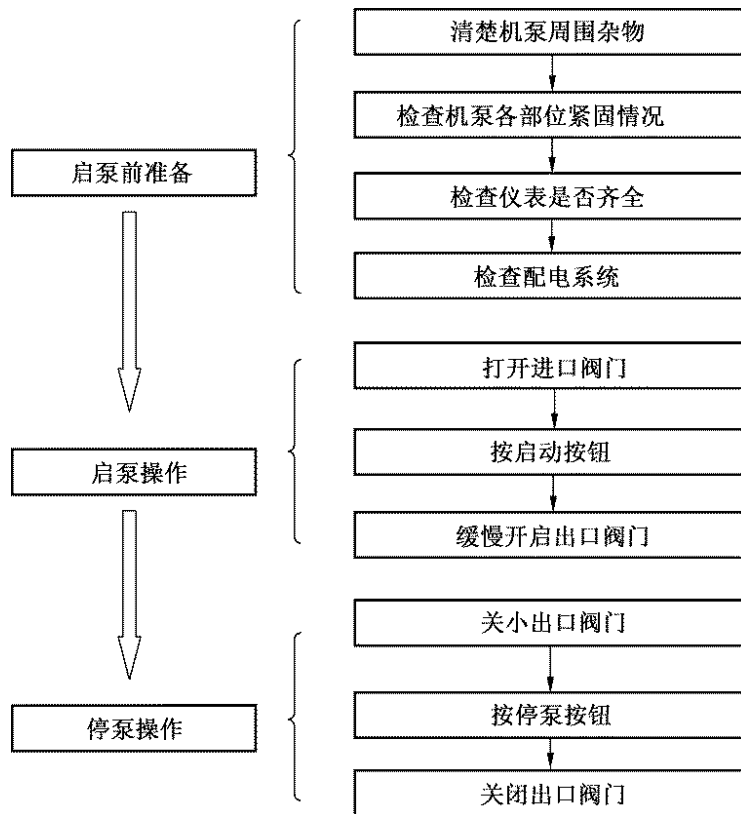 启泵前准备
清楚机泵周围杂物
检查机泵各部位紧固情况
检查仪表是否齐全
检查配电系统
启泵操作
打开进口阀门
按启动按钮
缓慢开启出口阀门
停泵操作
关小出口阀门
按停泵按钮
关闭出口阀门